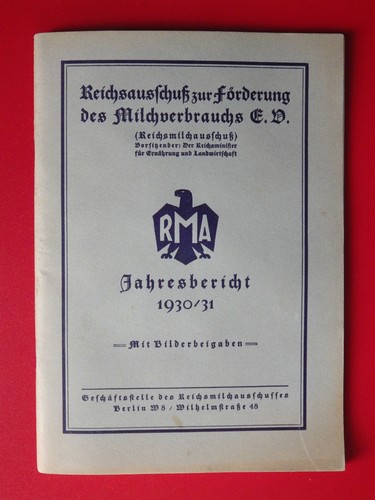 Reichsausschuß zur Förderung
des Milchverbrauchs E.V.
(Reichsmilchausschuß)
Vorsitzender: Der Reichsminister
für Ernährung und Landwirtschaft
RMA
Jahresbericht
1930/31
Mit Bilderbeigaben
Geschäftsstelle des Reichsmilchausschusses
Berlin W8 / Wilhelmstraße 48